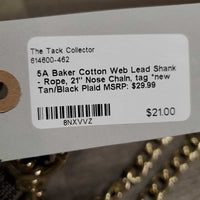 The Tack Collector
614600-462
5A Baker Cotton Web Lead Shank
- Rope, 21" Nose Chain, tag *new
Tan/Black Plaid MSRP: $29.99
8NXVVZ
$21.00